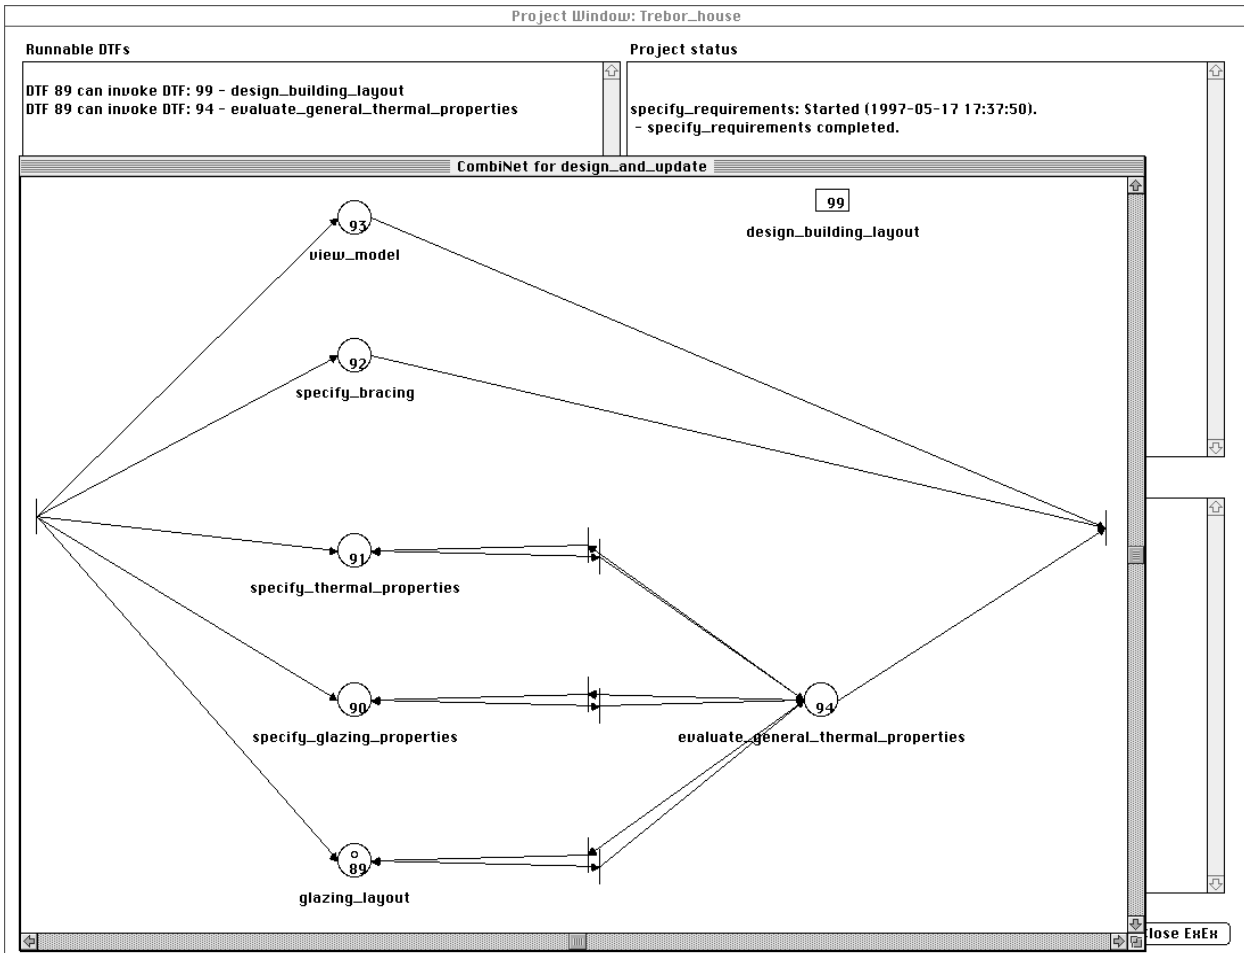 Project Window: Trebor_house
Runnable DTFs
Project status
DTF 89 can invoke DTF: 99 - design_building_layout
DTF 89 can invoke DTF: 94 - evaluate_general_thermal_properties
specify_requirements: Started (1997-05-17 17:37:50).
- specify_requirements completed.
CombiNet for design_and_update
93
view_model
99
design_building_layout
92
specify_bracing
91
specify_thermal_properties
90
specify_glazing_properties
94
evaluate_general_thermal_properties
89
glazing_layout
lose ExEx